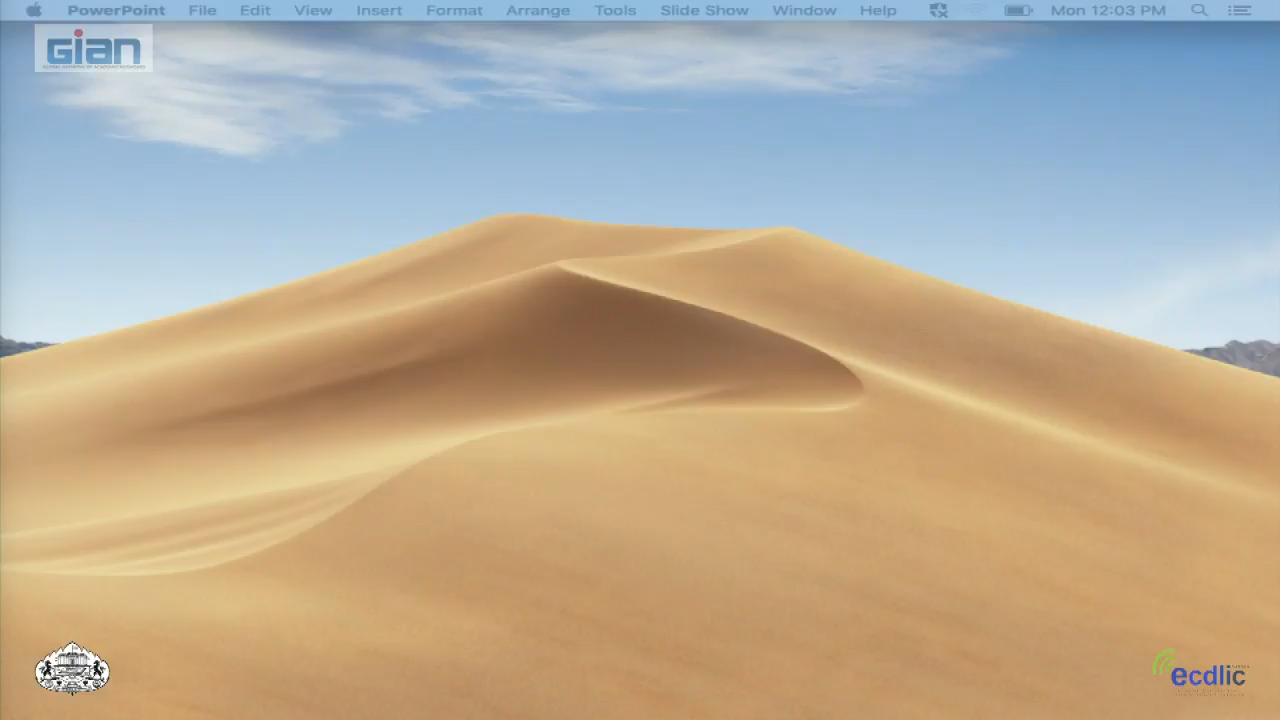 PowerPoint File Edit View Insert Format Arrange Tools Slide Show Window Help Mon 12:03 PM
Gian
ecdlic